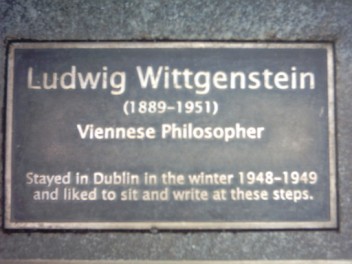 Ludwig Wittgenstein
(1889-1951)
Viennese Philosopher
Stayed in Dublin in the winter 1948-1949
and liked to sit and write at these steps.